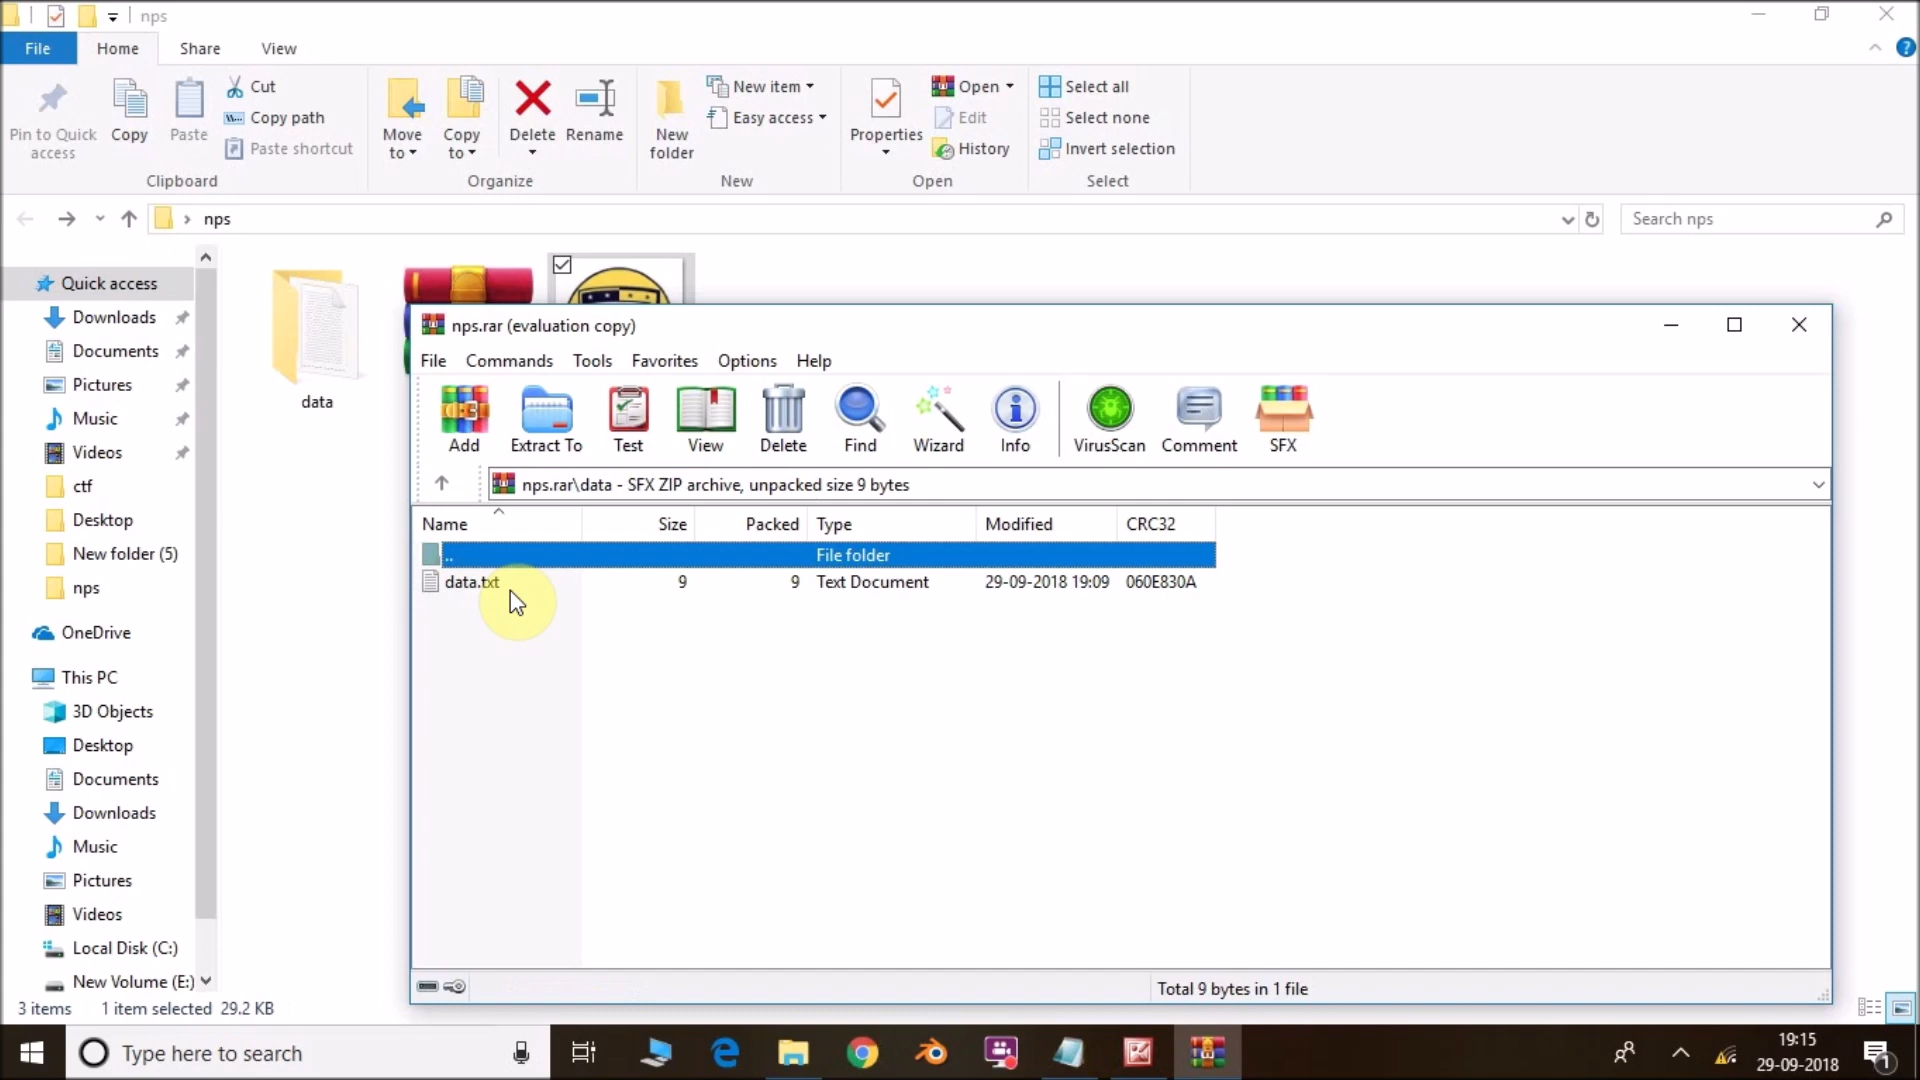 nps
File Home Share View
Pin to Quick access
Copy
Paste
Cut
Copy path
Paste shortcut
Clipboard
Move to
Copy to
Delete
Rename
Organize
New folder
New item
Easy access
New
Properties
Open
Edit
History
Open
Select all
Select none
Invert selection
Select
nps
Search nps
Quick access
Downloads
Documents
Pictures
Music
Videos
ctf
Desktop
New folder (5)
nps
OneDrive
This PC
3D Objects
Desktop
Documents
Downloads
Music
Pictures
Videos
Local Disk (C:)
New Volume (E:)
data
nps.rar (evaluation copy)
File Commands Tools Favorites Options Help
Add Extract To Test View Delete Find Wizard Info VirusScan Comment SFX
nps.rar\data - SFX ZIP archive, unpacked size 9 bytes
Name Size Packed Type Modified CRC32
.. File folder
data.txt 9 9 Text Document 29-09-2018 19:09 060E830A
Total 9 bytes in 1 file
3 items 1 item selected 29.2 KB
Type here to search
19:15
29-09-2018
1